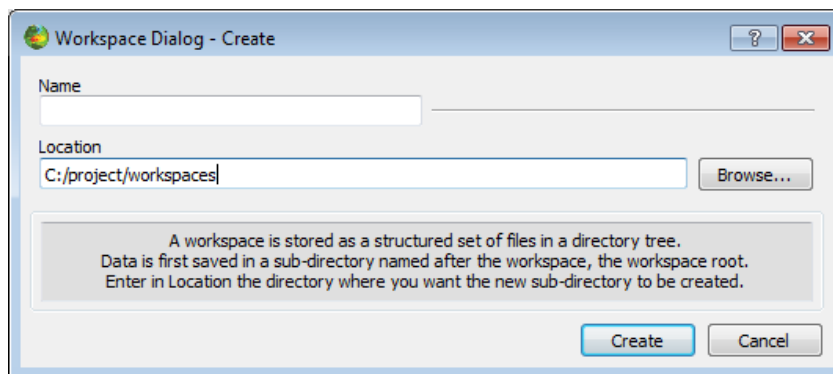 Workspace Dialog - Create
Name
Location
C:/project/workspaces
Browse...
A workspace is stored as a structured set of files in a directory tree.
Data is first saved in a sub-directory named after the workspace, the workspace root.
Enter in Location the directory where you want the new sub-directory to be created.
Create Cancel